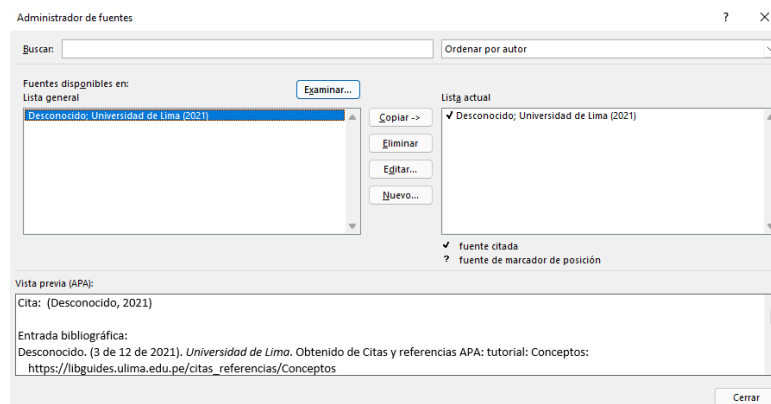 Administrador de fuentes
?
Buscar:
Ordenar por autor
Fuentes disponibles en:
Lista general
Examinar...
Lista actual
Desconocido; Universidad de Lima (2021)
Copiar ->
Eliminar
Editar...
Nuevo...
✓ Desconocido; Universidad de Lima (2021)
✓ fuente citada
? fuente de marcador de posición
Vista previa (APA):
Cita: (Desconocido, 2021)
Entrada bibliográfica:
Desconocido. (3 de 12 de 2021). Universidad de Lima. Obtenido de Citas y referencias APA: tutorial: Conceptos:
https://libguides.ulima.edu.pe/citas_referencias/Conceptos
Cerrar